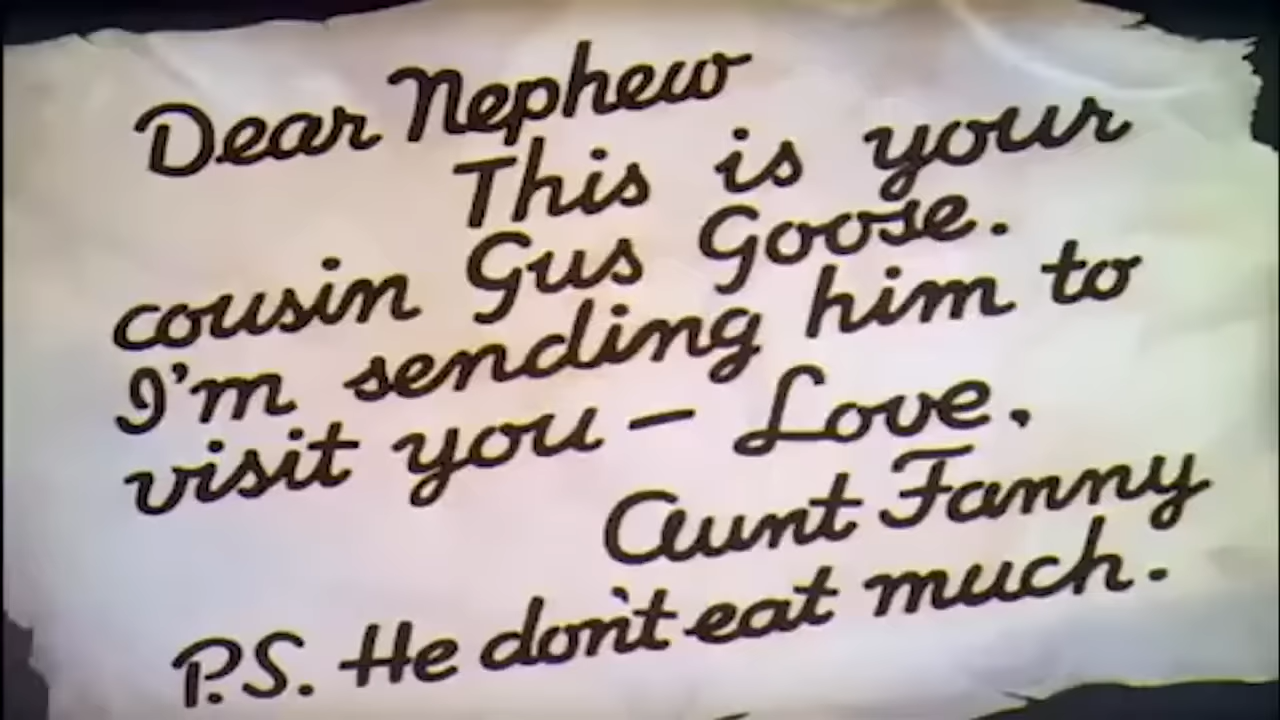 Dear Nephew
This is your
cousin Gus Goose.
I'm sending him to
visit you – Love,
Aunt Fanny
P.S. He don't eat much.